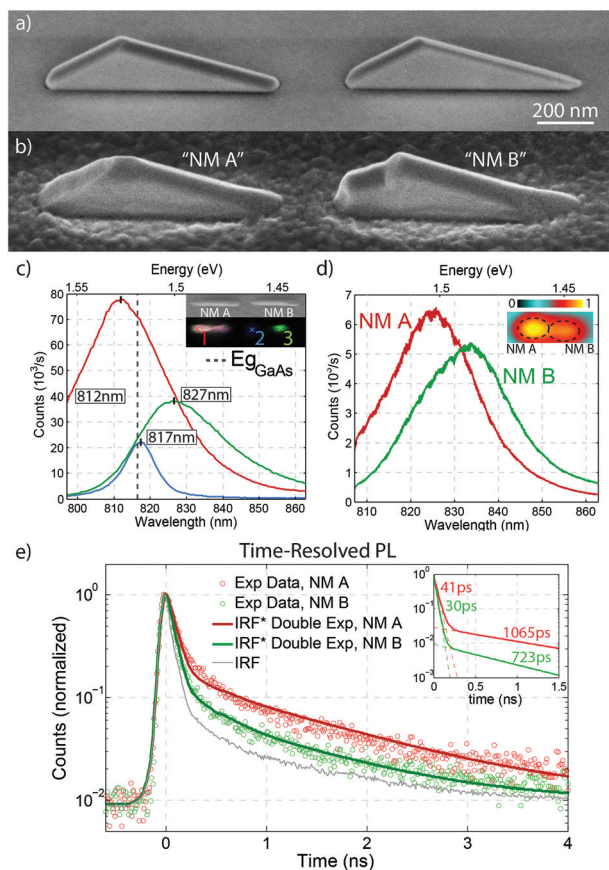 a)
200 nm
b)
"NM A"
"NM B"
c)
Energy (eV)
1.55
1.5
1.45
80
70
60
50
40
30
20
10
0
Counts (10³/s)
NM A
NM B
1
2
3
Eg GaAs
812nm
827nm
817nm
800
820
840
860
Wavelength (nm)
d)
Energy (eV)
1.5
1.45
7
6
5
4
3
2
1
0
Counts (10³/s)
NM A
NM B
0
1
NM A
NM B
810
820
830
840
850
860
Wavelength (nm)
e)
Time-Resolved PL
10⁰
10⁻¹
10⁻²
Counts (normalized)
Exp Data, NM A
Exp Data, NM B
IRF* Double Exp, NM A
IRF* Double Exp, NM B
IRF
10⁰
10⁻¹
10⁻²
10⁻³
41ps
30ps
1065ps
723ps
0
0.5
1
1.5
time (ns)
0
1
2
3
4
Time (ns)